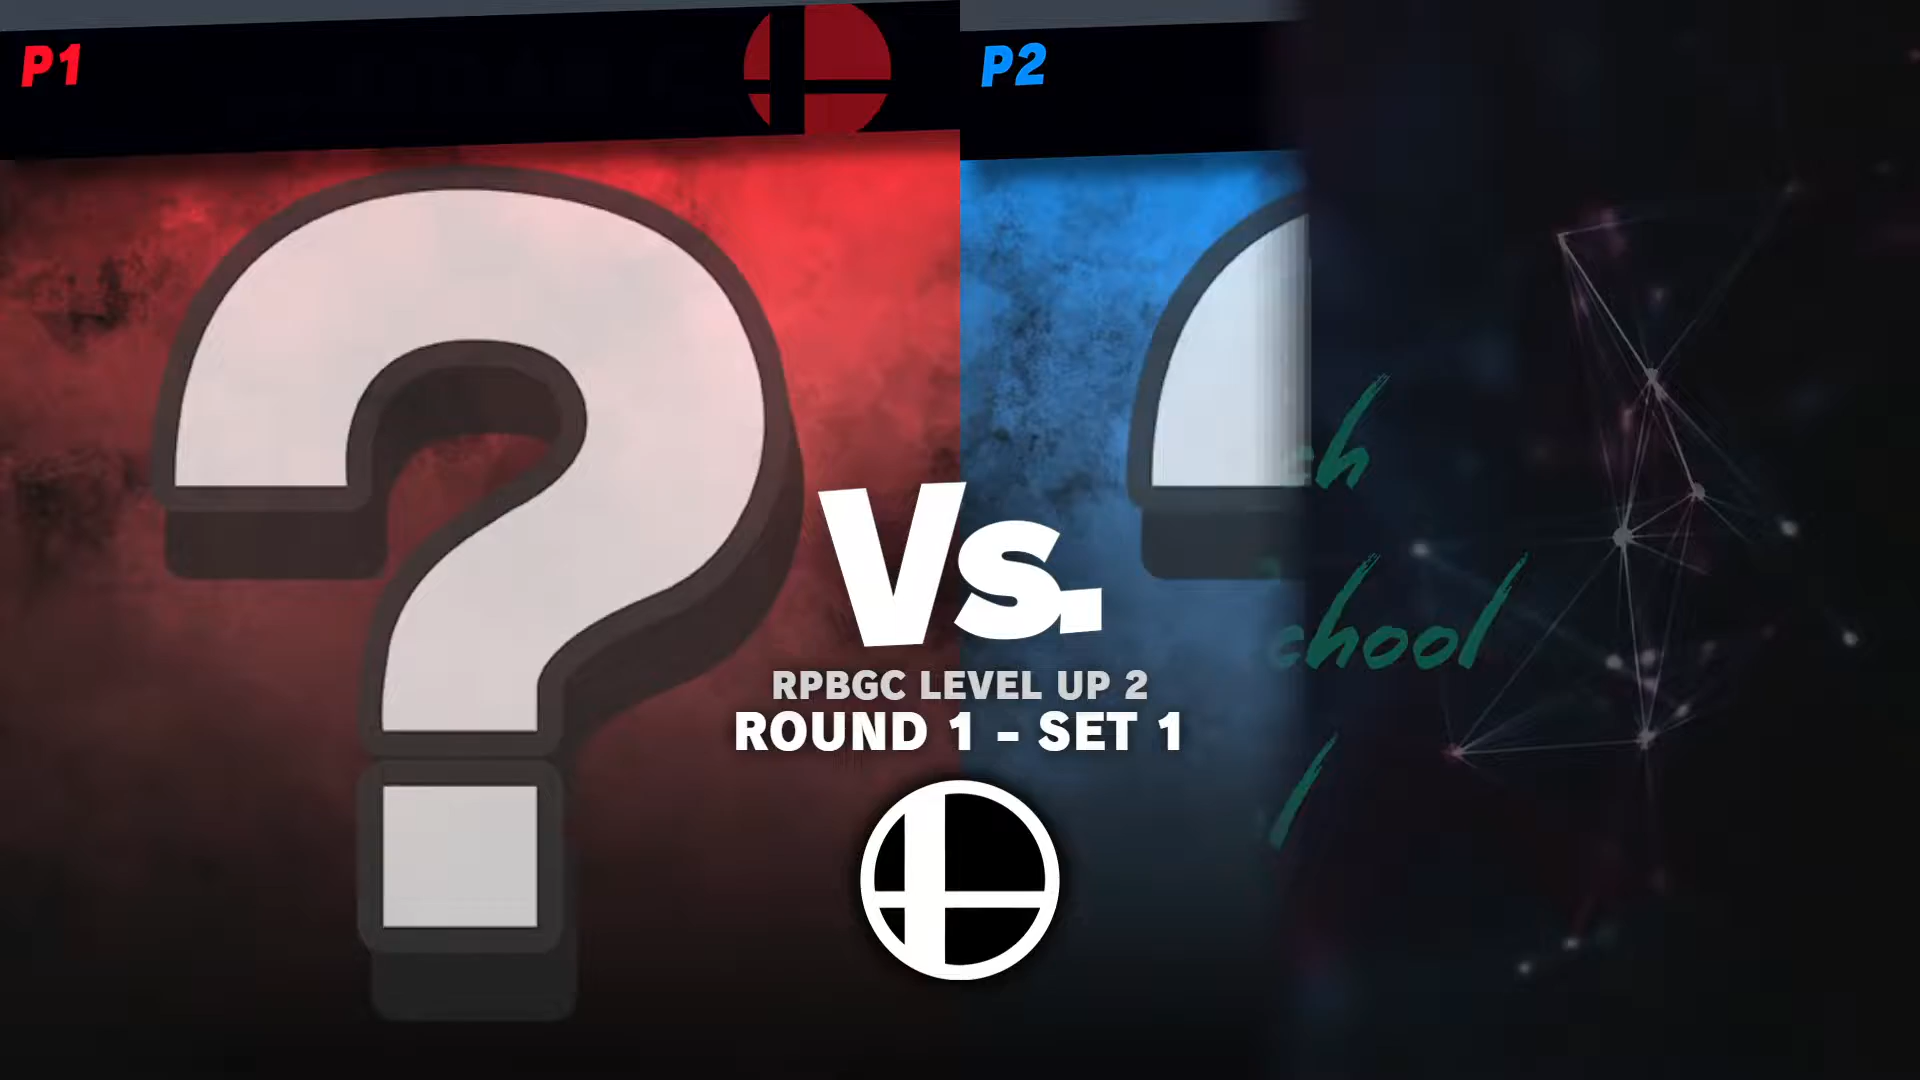 P1
P2
Vs.
RPBGC LEVEL UP 2
ROUND 1 - SET 1